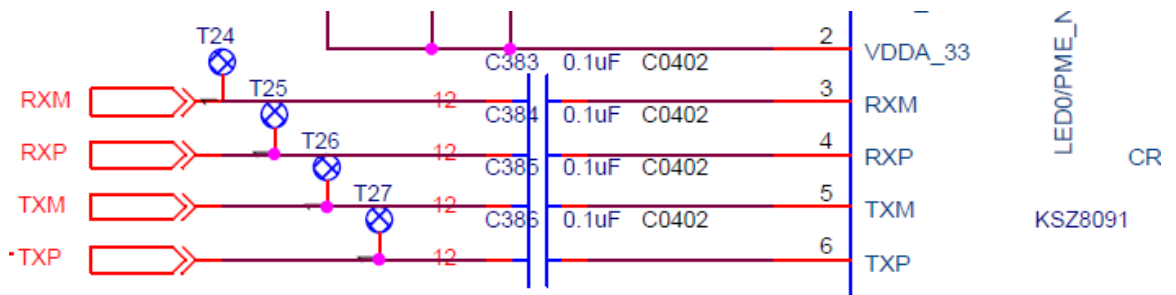 T24
2
VDDA_33
C383 0.1uF C0402
RXM
T25
12
3
RXM
C384 0.1uF C0402
RXP
T26
12
4
RXP
C385 0.1uF C0402
TXM
T27
12
5
TXM
C386 0.1uF C0402
TXP
12
6
TXP
LED0/PME_N
CR
KSZ8091